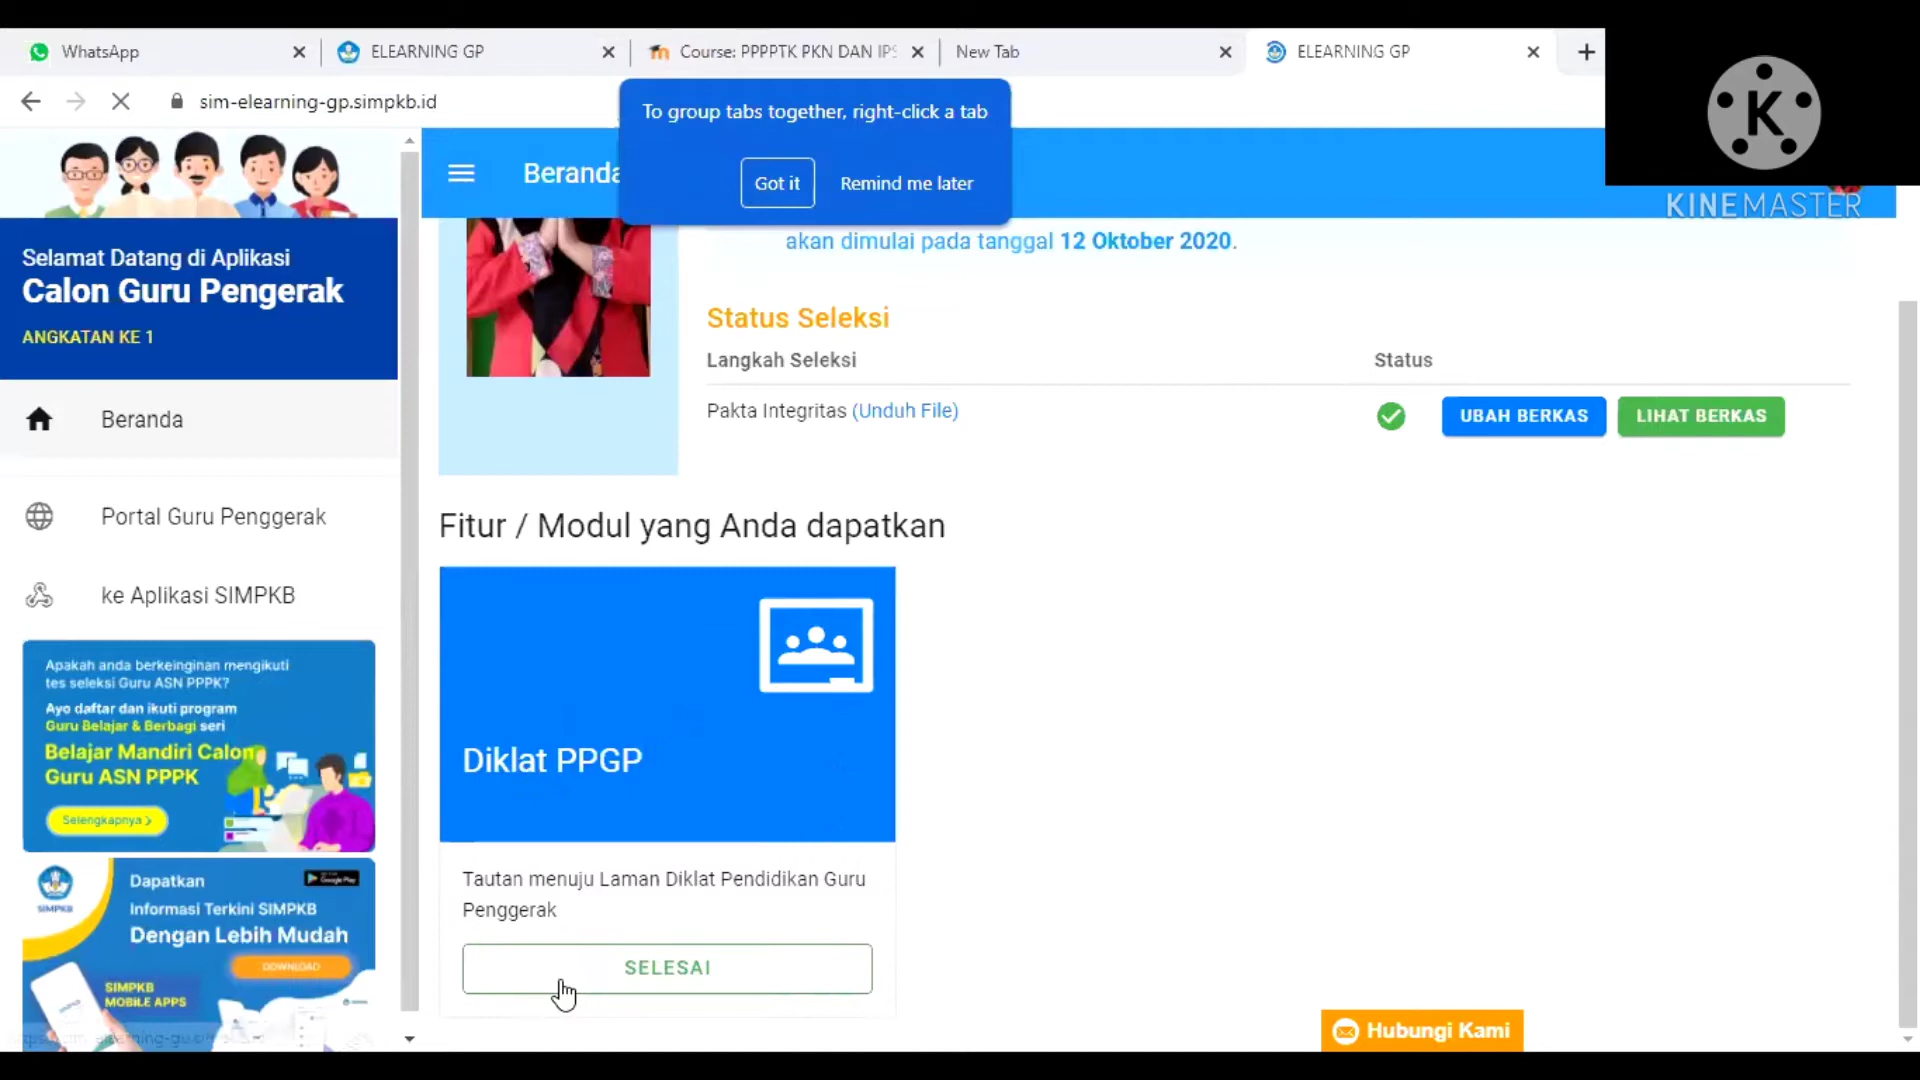 WhatsApp
ELEARNING GP
Course: PPPPTK PKN DAN IPS
New Tab
ELEARNING GP
sim-elearning-gp.simpkb.id
To group tabs together, right-click a tab
Got it
Remind me later
K
KINEMASTER
Beranda
Selamat Datang di Aplikasi
Calon Guru Pengerak
ANGKATAN KE 1
Beranda
Portal Guru Penggerak
ke Aplikasi SIMPKB
Apakah anda berkeinginan mengikuti
tes seleksi Guru ASN PPPK?
Ayo daftar dan ikuti program
Guru Belajar & Berbagi seri
Belajar Mandiri Calon
Guru ASN PPPK
Selengkapnya >
SIMPKB
Dapatkan
Google Play
Informasi Terkini SIMPKB
Dengan Lebih Mudah
DOWNLOAD
SIMPKB
MOBILE APPS
akan dimulai pada tanggal 12 Oktober 2020.
Status Seleksi
Langkah Seleksi
Status
Pakta Integritas (Unduh File)
UBAH BERKAS
LIHAT BERKAS
Fitur / Modul yang Anda dapatkan
Diklat PPGP
Tautan menuju Laman Diklat Pendidikan Guru
Penggerak
SELESAI
Hubungi Kami